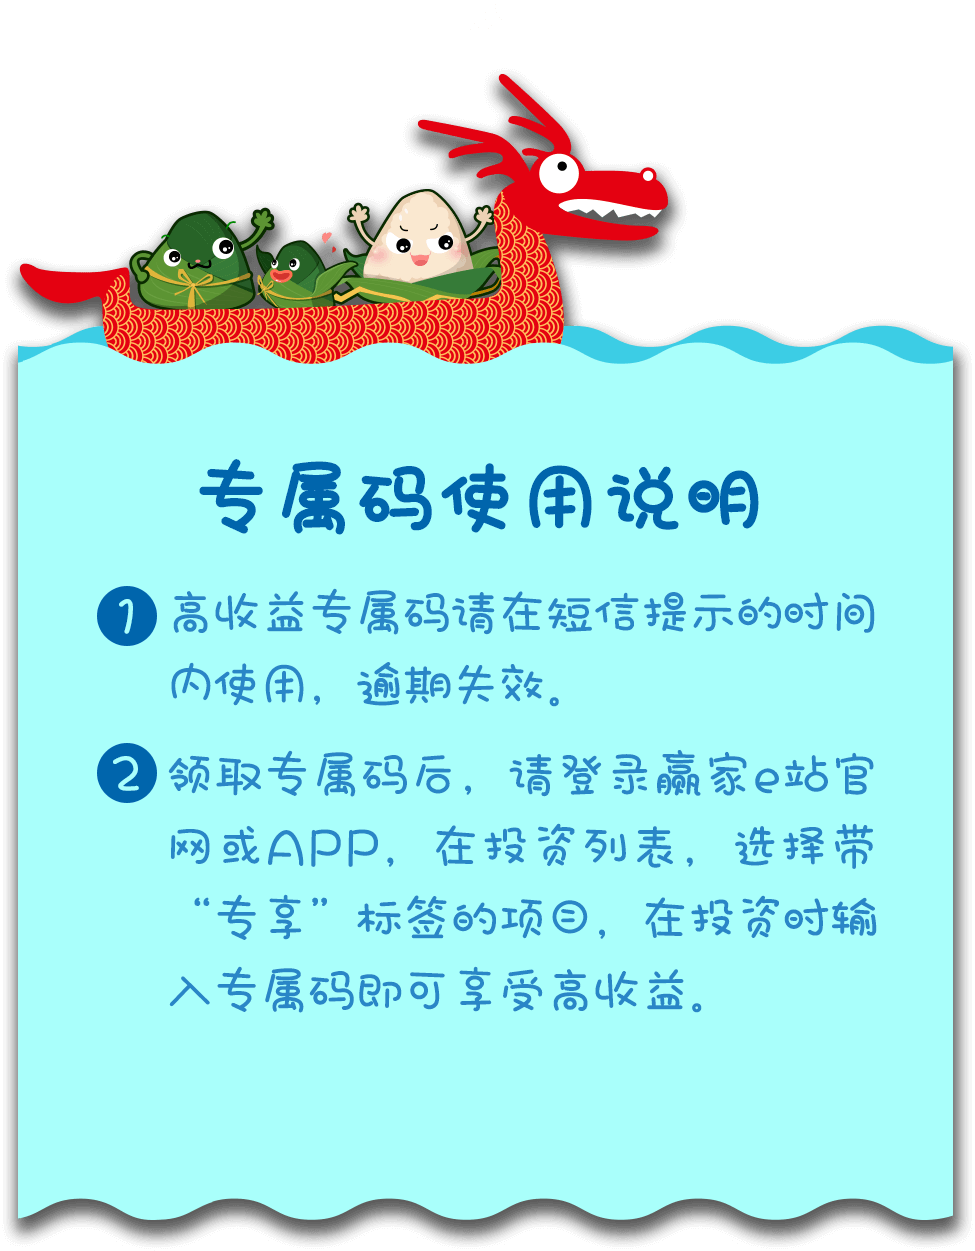 专属码使用说明
1 高收益专属码请在短信提示的时间
内使用，逾期失效。
2 领取专属码后，请登录赢家e站官
网或APP，在投资列表，选择带
“专享”标签的项目，在投资时输
入专属码即可享受高收益。